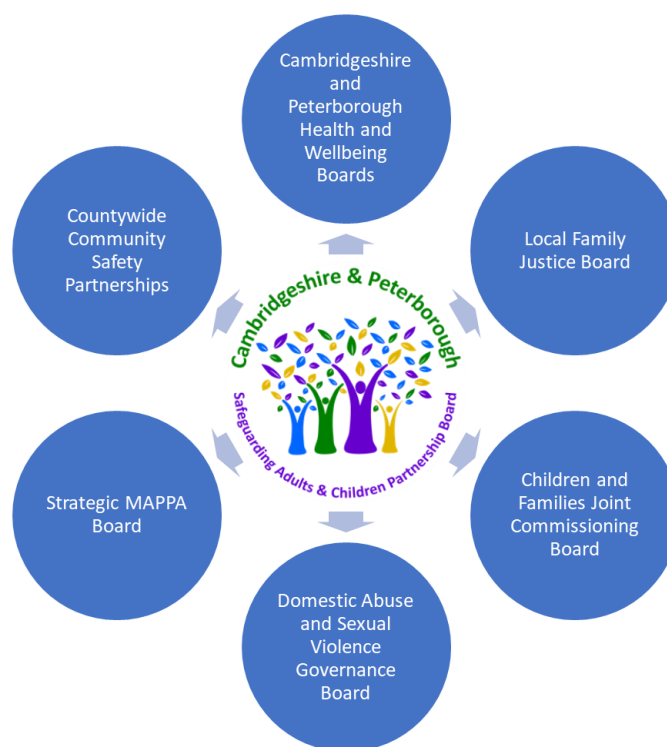 Cambridgeshire
and
Peterborough
Health and
Wellbeing
Boards
Countywide
Community
Safety
Partnerships
Local Family
Justice Board
Cambridgeshire & Peterborough
Safeguarding Adults & Children Partnership Board
Strategic MAPPA
Board
Children and
Families Joint
Commissioning
Board
Domestic Abuse
and Sexual
Violence
Governance
Board